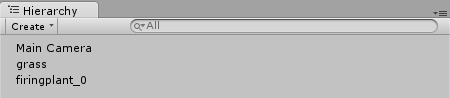 Hierarchy
Create All
Main Camera
grass
firingplant_0